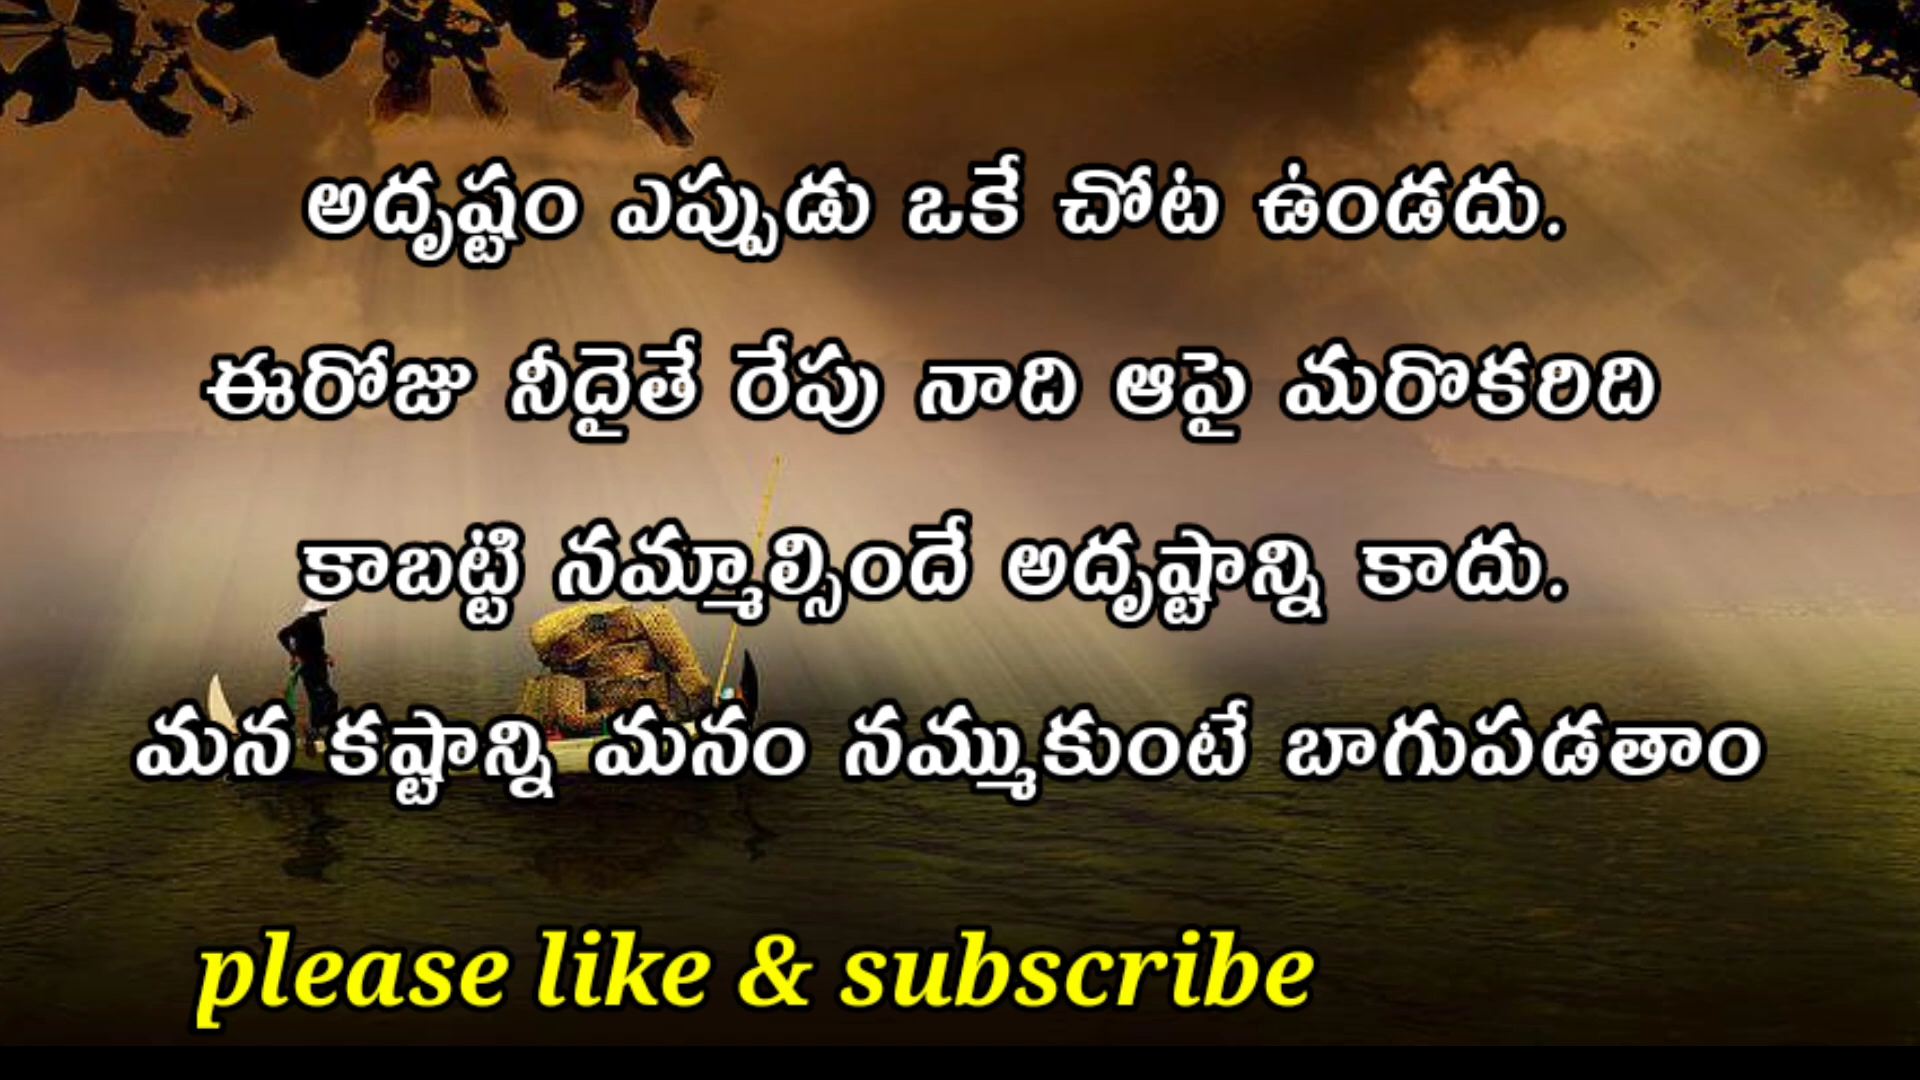 అదృష్టం ఎప్పుడు ఒకే చోట ఉండదు.
ఈరోజు నీదైతే రేపు నాది ఆపై మరొకరిది
కాబట్టి నమ్మాల్సిందే అదృష్టాన్ని కాదు.
మన కష్టాన్ని మనం నమ్ముకుంటే బాగుపడతాం
please like & subscribe